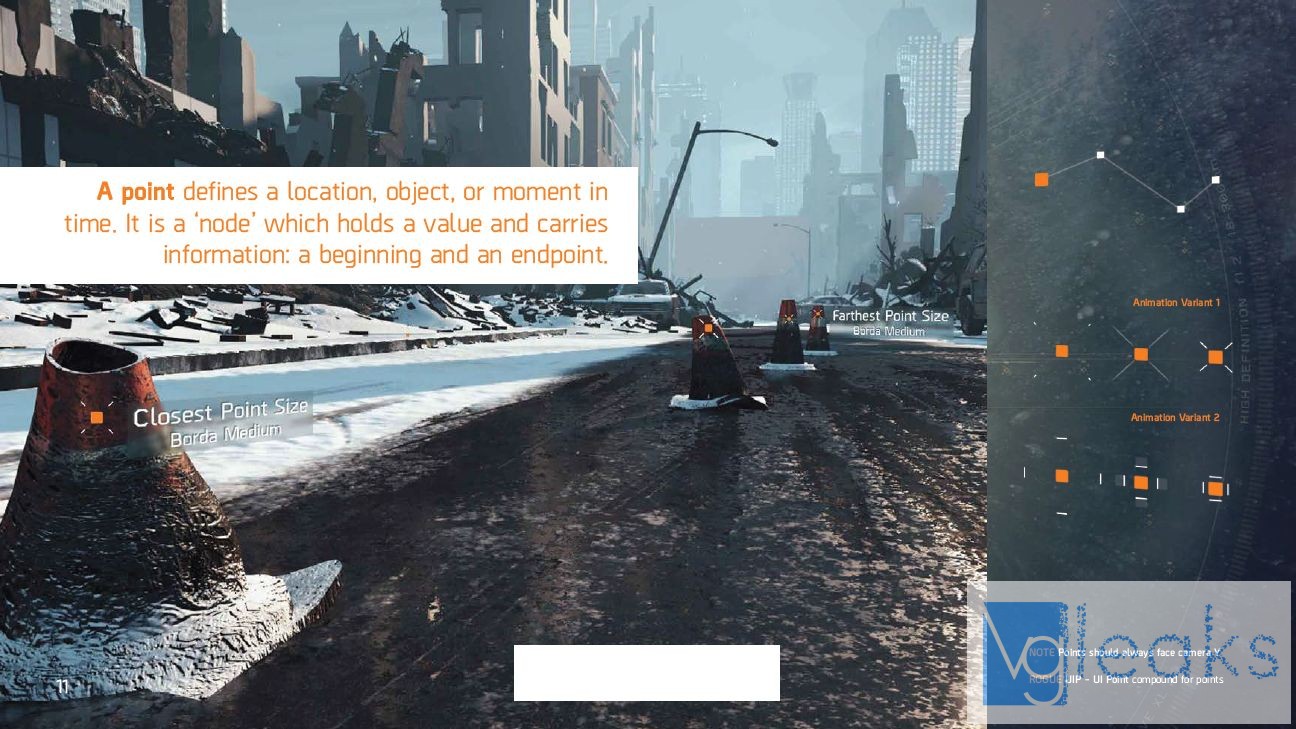 A point defines a location, object, or moment in
time. It is a ‘node’ which holds a value and carries
information: a beginning and an endpoint.
Closest Point Size
Borda Medium
Farthest Point Size
Borda Medium
Animation Variant 1
Animation Variant 2
HIGH DEFINITION
NOTE Points should always face camera Y
JIP - UI Point compound for points
Vgleaks
11